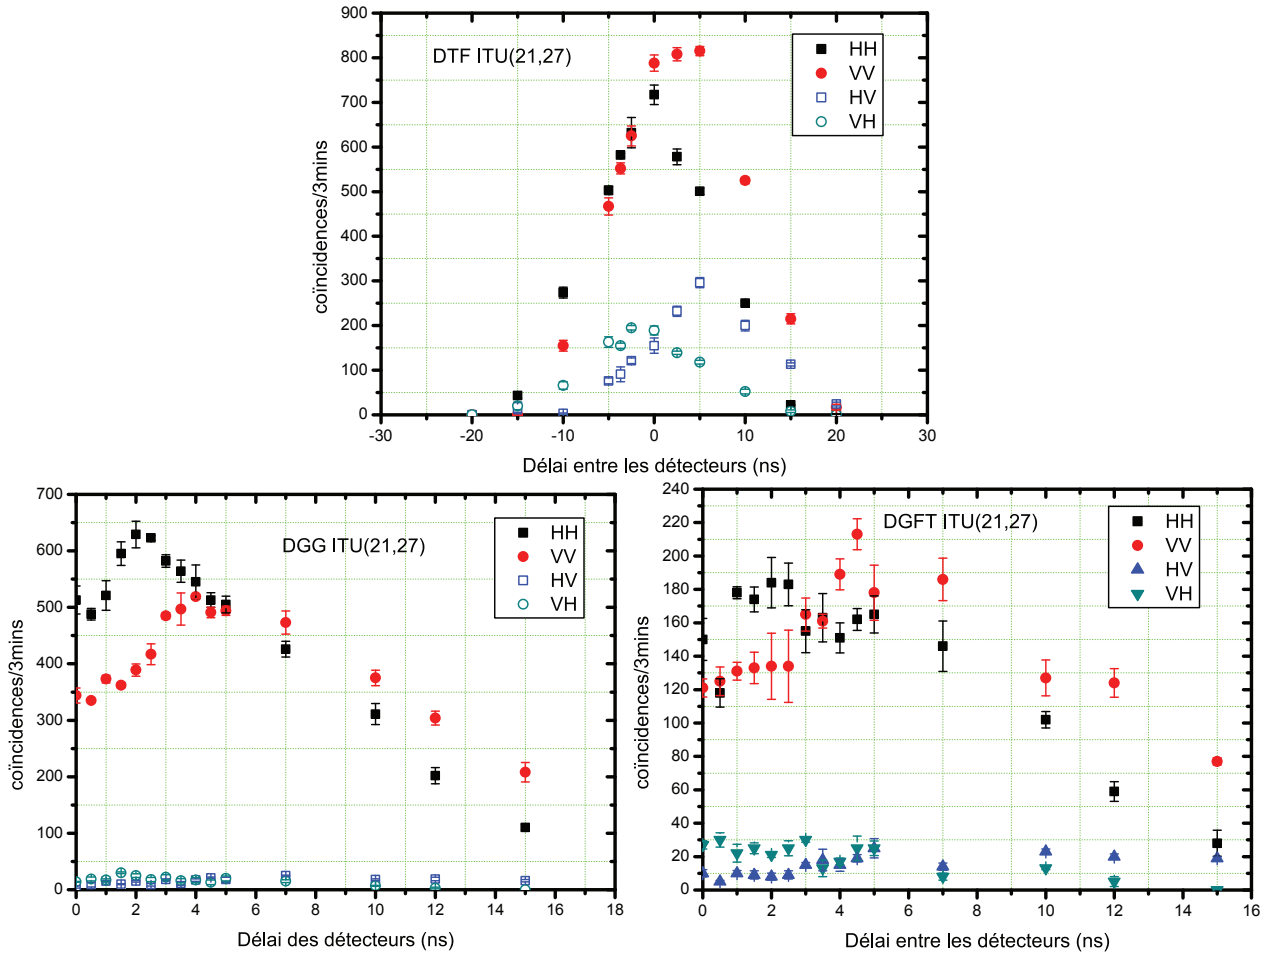 DTF ITU(21,27)
HH
VV
HV
VH
900
800
700
600
500
400
300
200
100
0
coïncidences/3mins
-30 -20 -10 0 10 20 30
Délai entre les détecteurs (ns)
DGG ITU(21,27)
HH
VV
HV
VH
700
600
500
400
300
200
100
0
coïncidences/3mins
0 2 4 6 8 10 12 14 16 18
Délai des détecteurs (ns)
DGFT ITU(21,27)
HH
VV
HV
VH
240
220
200
180
160
140
120
100
80
60
40
20
0
coïncidences/3mins
0 2 4 6 8 10 12 14 16
Délai entre les détecteurs (ns)